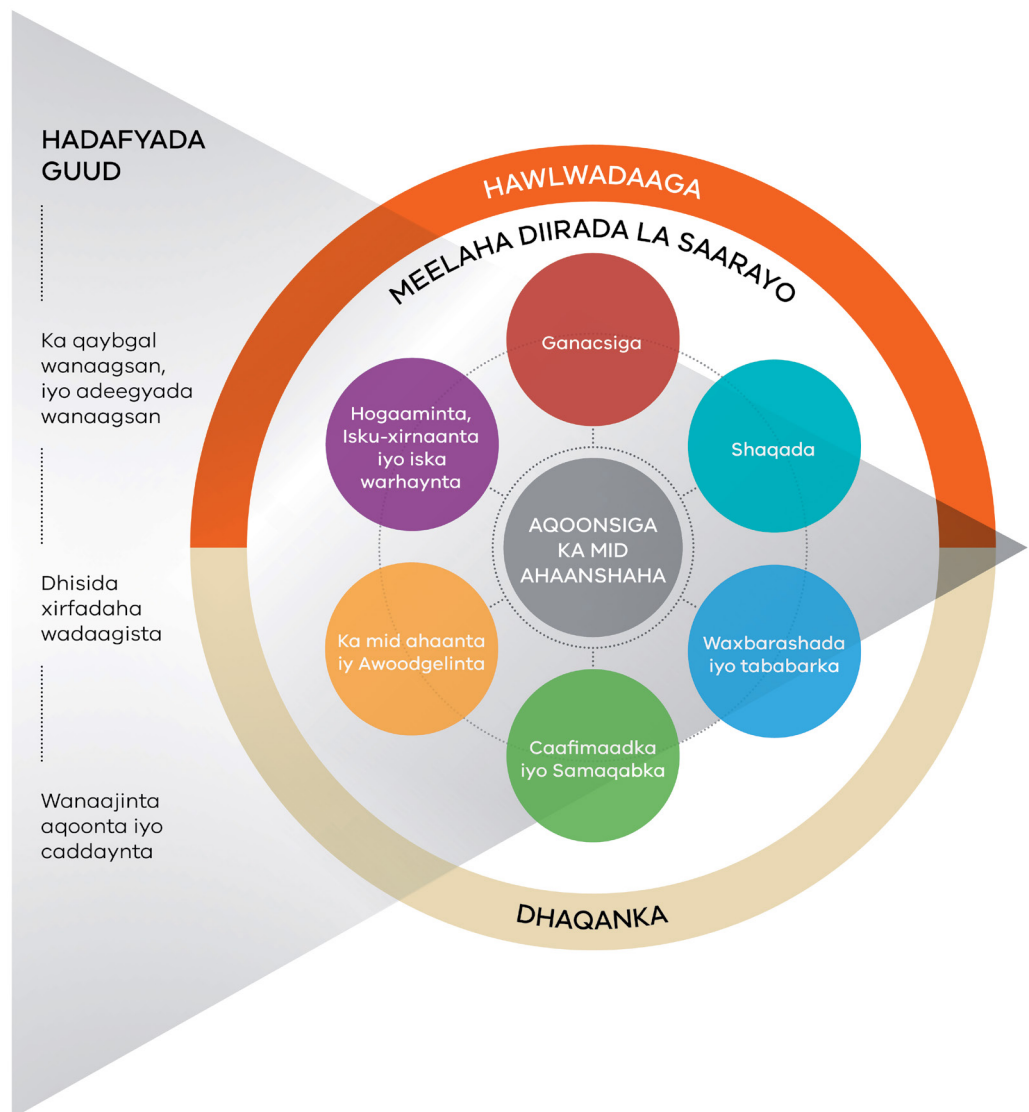 HADAFYADA
GUUD
Ka qaybgal
wanaagsan,
iyo adeegyada
wanaagsan
Dhisida
xirfadaha
wadaagista
Wanaajinta
aqoonta iyo
caddaynta
HAWLWADAAGA
MEELAHA DIIRADA LA SAARAYO
Ganacsiga
Shaqada
Waxbarashada
iyo tababarka
Caafimaadka
iyo Samaqabka
Ka mid ahaanta
iy Awoodgelinta
Hogaaminta,
Isku-xirnaanta
iyo iska
warhaynta
AQOONSIGA
KA MID
AHAANSHAHA
DHAQANKA